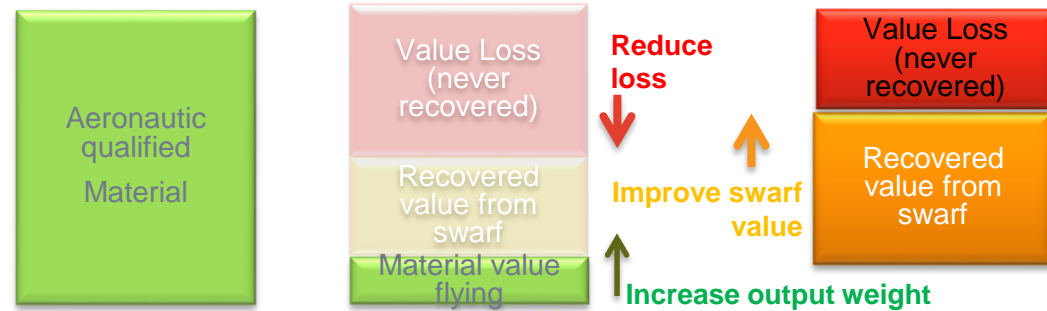 Aeronautic
qualified
Material
Value Loss
(never
recovered)
Recovered
value from
swarf
Material value
flying
Reduce
loss
Improve swarf
value
Increase output weight
Value Loss
(never
recovered)
Recovered
value from
swarf